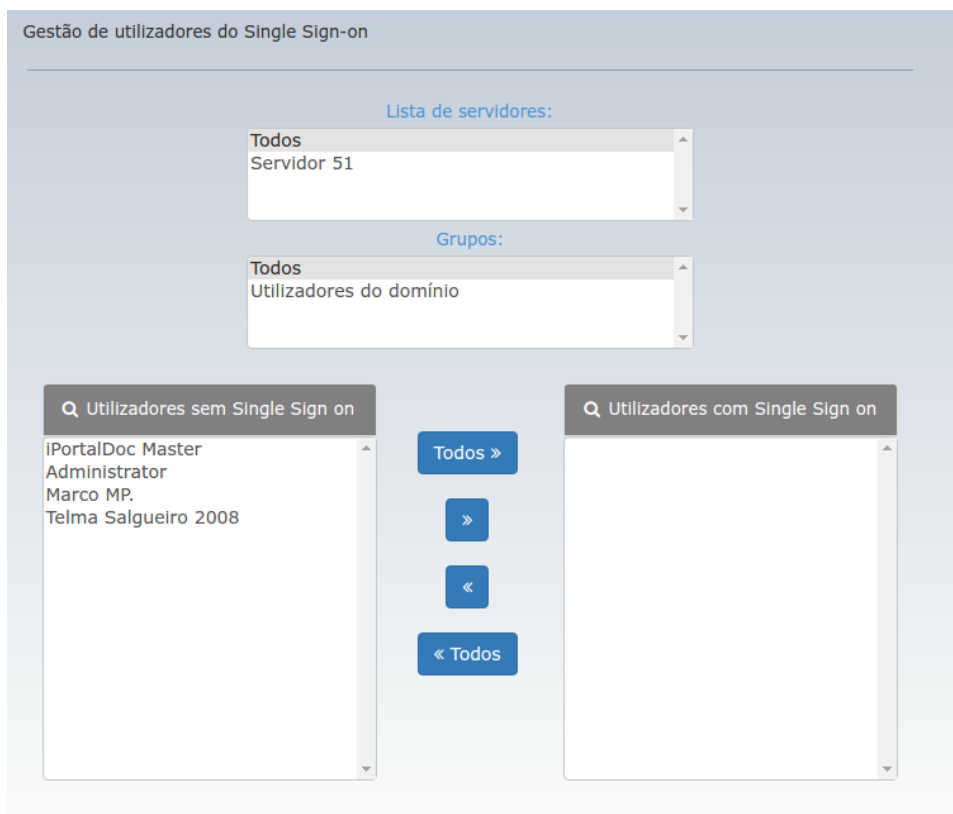 Gestão de utilizadores do Single Sign-on
Lista de servidores:
Todos
Servidor 51
Grupos:
Todos
Utilizadores do domínio
Utilizadores sem Single Sign on
iPortalDoc Master
Administrator
Marco MP.
Telma Salgueiro 2008
Todos »
»
«
« Todos
Utilizadores com Single Sign on